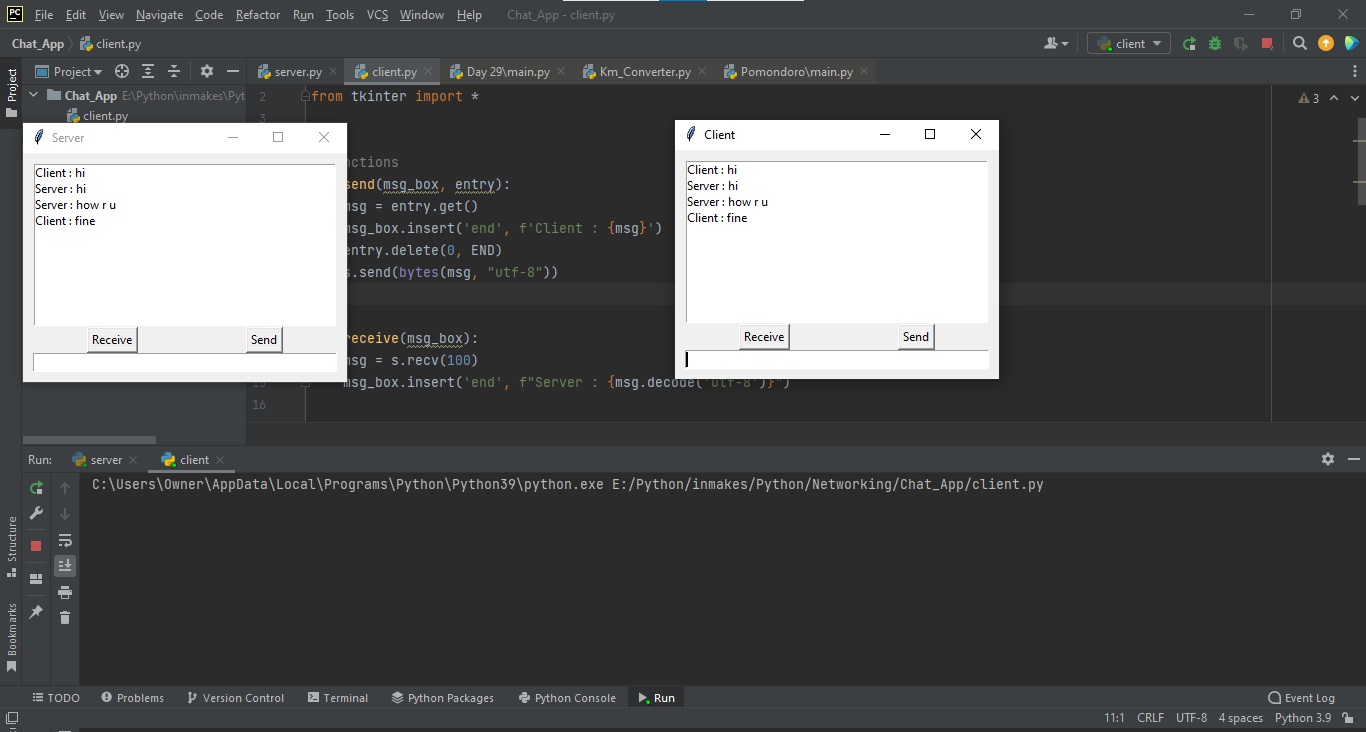 PC File Edit View Navigate Code Refactor Run Tools VCS Window Help Chat_App - client.py
Chat_App client.py client
Project server.py client.py Day 29\main.py Km_Converter.py Pomondoro\main.py
Project
Chat_App E:\Python\inmakes\Pyt
client.py
2 from tkinter import *
3
3
Server
Client : hi
Server : hi
Server : how r u
Client : fine
Receive Send
nctions
send(msg_box, entry):
msg = entry.get()
msg_box.insert('end', f'Client : {msg}')
entry.delete(0, END)
s.send(bytes(msg, "utf-8"))
receive(msg_box):
msg = s.recv(100)
msg_box.insert('end', f"Server : {msg.decode('utf-8')}")
16
Client
Client : hi
Server : hi
Server : how r u
Client : fine
Receive Send
Run: server client
C:\Users\Owner\AppData\Local\Programs\Python\Python39\python.exe E:/Python/inmakes/Python/Networking/Chat_App/client.py
Structure
Bookmarks
TODO Problems Version Control Terminal Python Packages Python Console Run Event Log
11:1 CRLF UTF-8 4 spaces Python 3.9